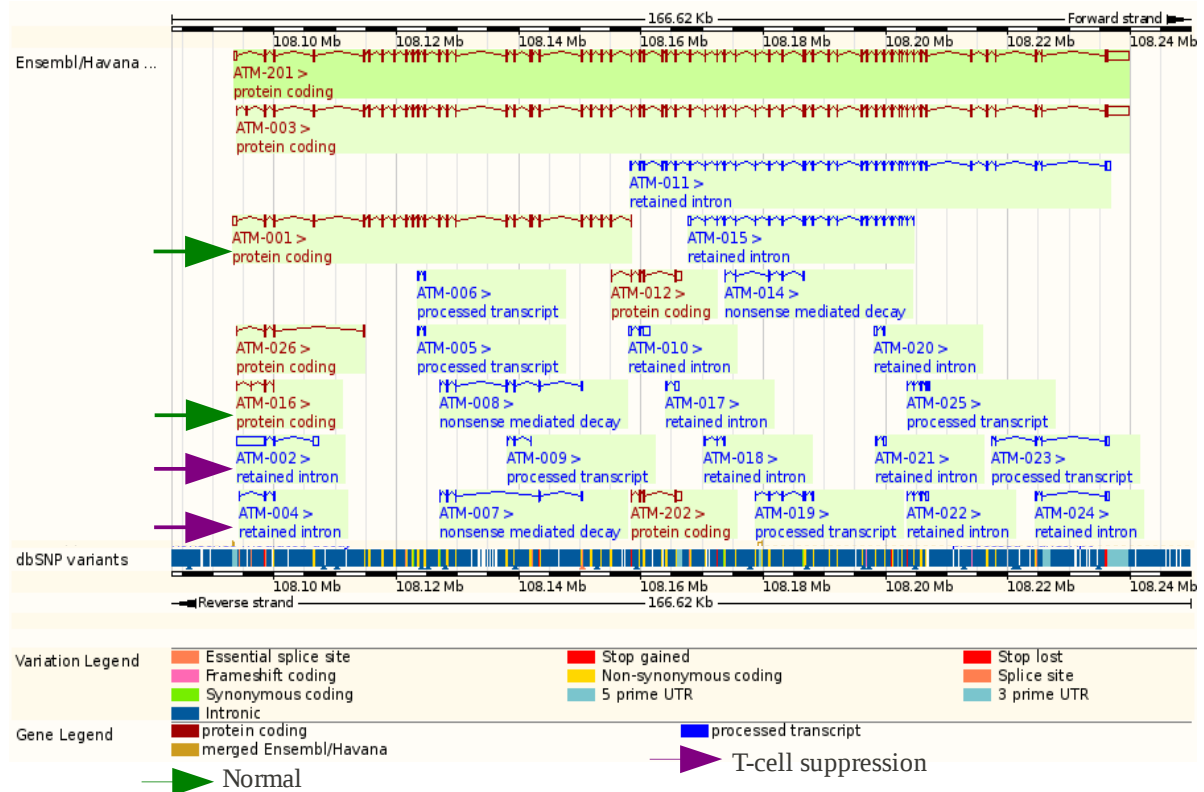 166.62 Kb Forward strand
108.10 Mb 108.12 Mb 108.14 Mb 108.16 Mb 108.18 Mb 108.20 Mb 108.22 Mb 108.24 Mb
Ensembl/Havana ...
ATM-201 >
protein coding
ATM-003 >
protein coding
ATM-011 >
retained intron
ATM-001 > ATM-015 >
protein coding retained intron
ATM-006 > ATM-012 > ATM-014 >
processed transcript protein coding nonsense mediated decay
ATM-026 > ATM-005 > ATM-010 > ATM-020 >
protein coding processed transcript retained intron retained intron
ATM-016 > ATM-008 > ATM-017 > ATM-025 >
protein coding nonsense mediated decay retained intron processed transcript
ATM-002 > ATM-009 > ATM-018 > ATM-021 > ATM-023 >
retained intron processed transcript retained intron retained intron processed transcript
ATM-004 > ATM-007 > ATM-202 > ATM-019 > ATM-022 > ATM-024 >
retained intron nonsense mediated decay protein coding processed transcript retained intron retained intron
dbSNP variants
108.10 Mb 108.12 Mb 108.14 Mb 108.16 Mb 108.18 Mb 108.20 Mb 108.22 Mb 108.24 Mb
Reverse strand 166.62 Kb
Variation Legend Essential splice site Stop gained Stop lost
Frameshift coding Non-synonymous coding Splice site
Synonymous coding 5 prime UTR 3 prime UTR
Intronic
Gene Legend protein coding processed transcript
merged Ensembl/Havana
Normal T-cell suppression